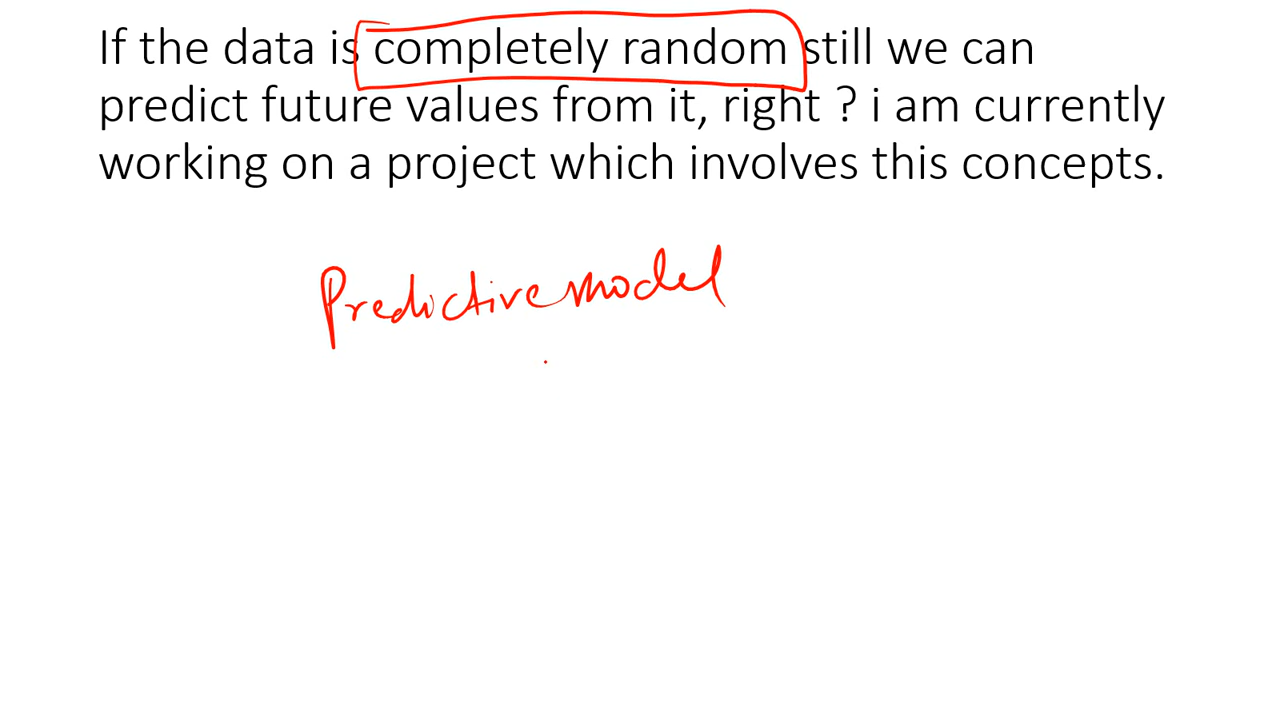 If the data is completely random still we can
predict future values from it, right ? i am currently
working on a project which involves this concepts.
Predictive model